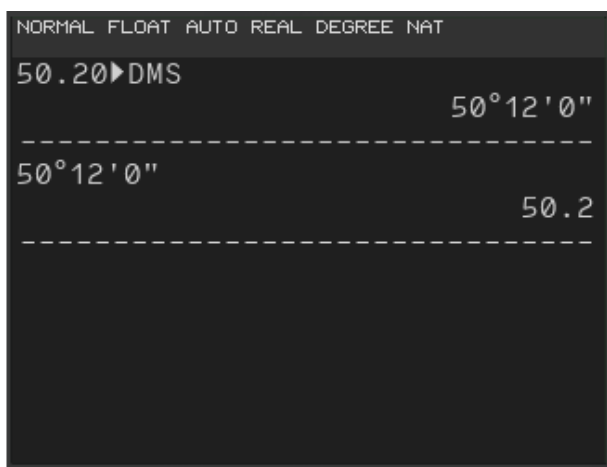 NORMAL FLOAT AUTO REAL DEGREE NAT
50.20▶DMS
50°12'0"
50°12'0"
50.2